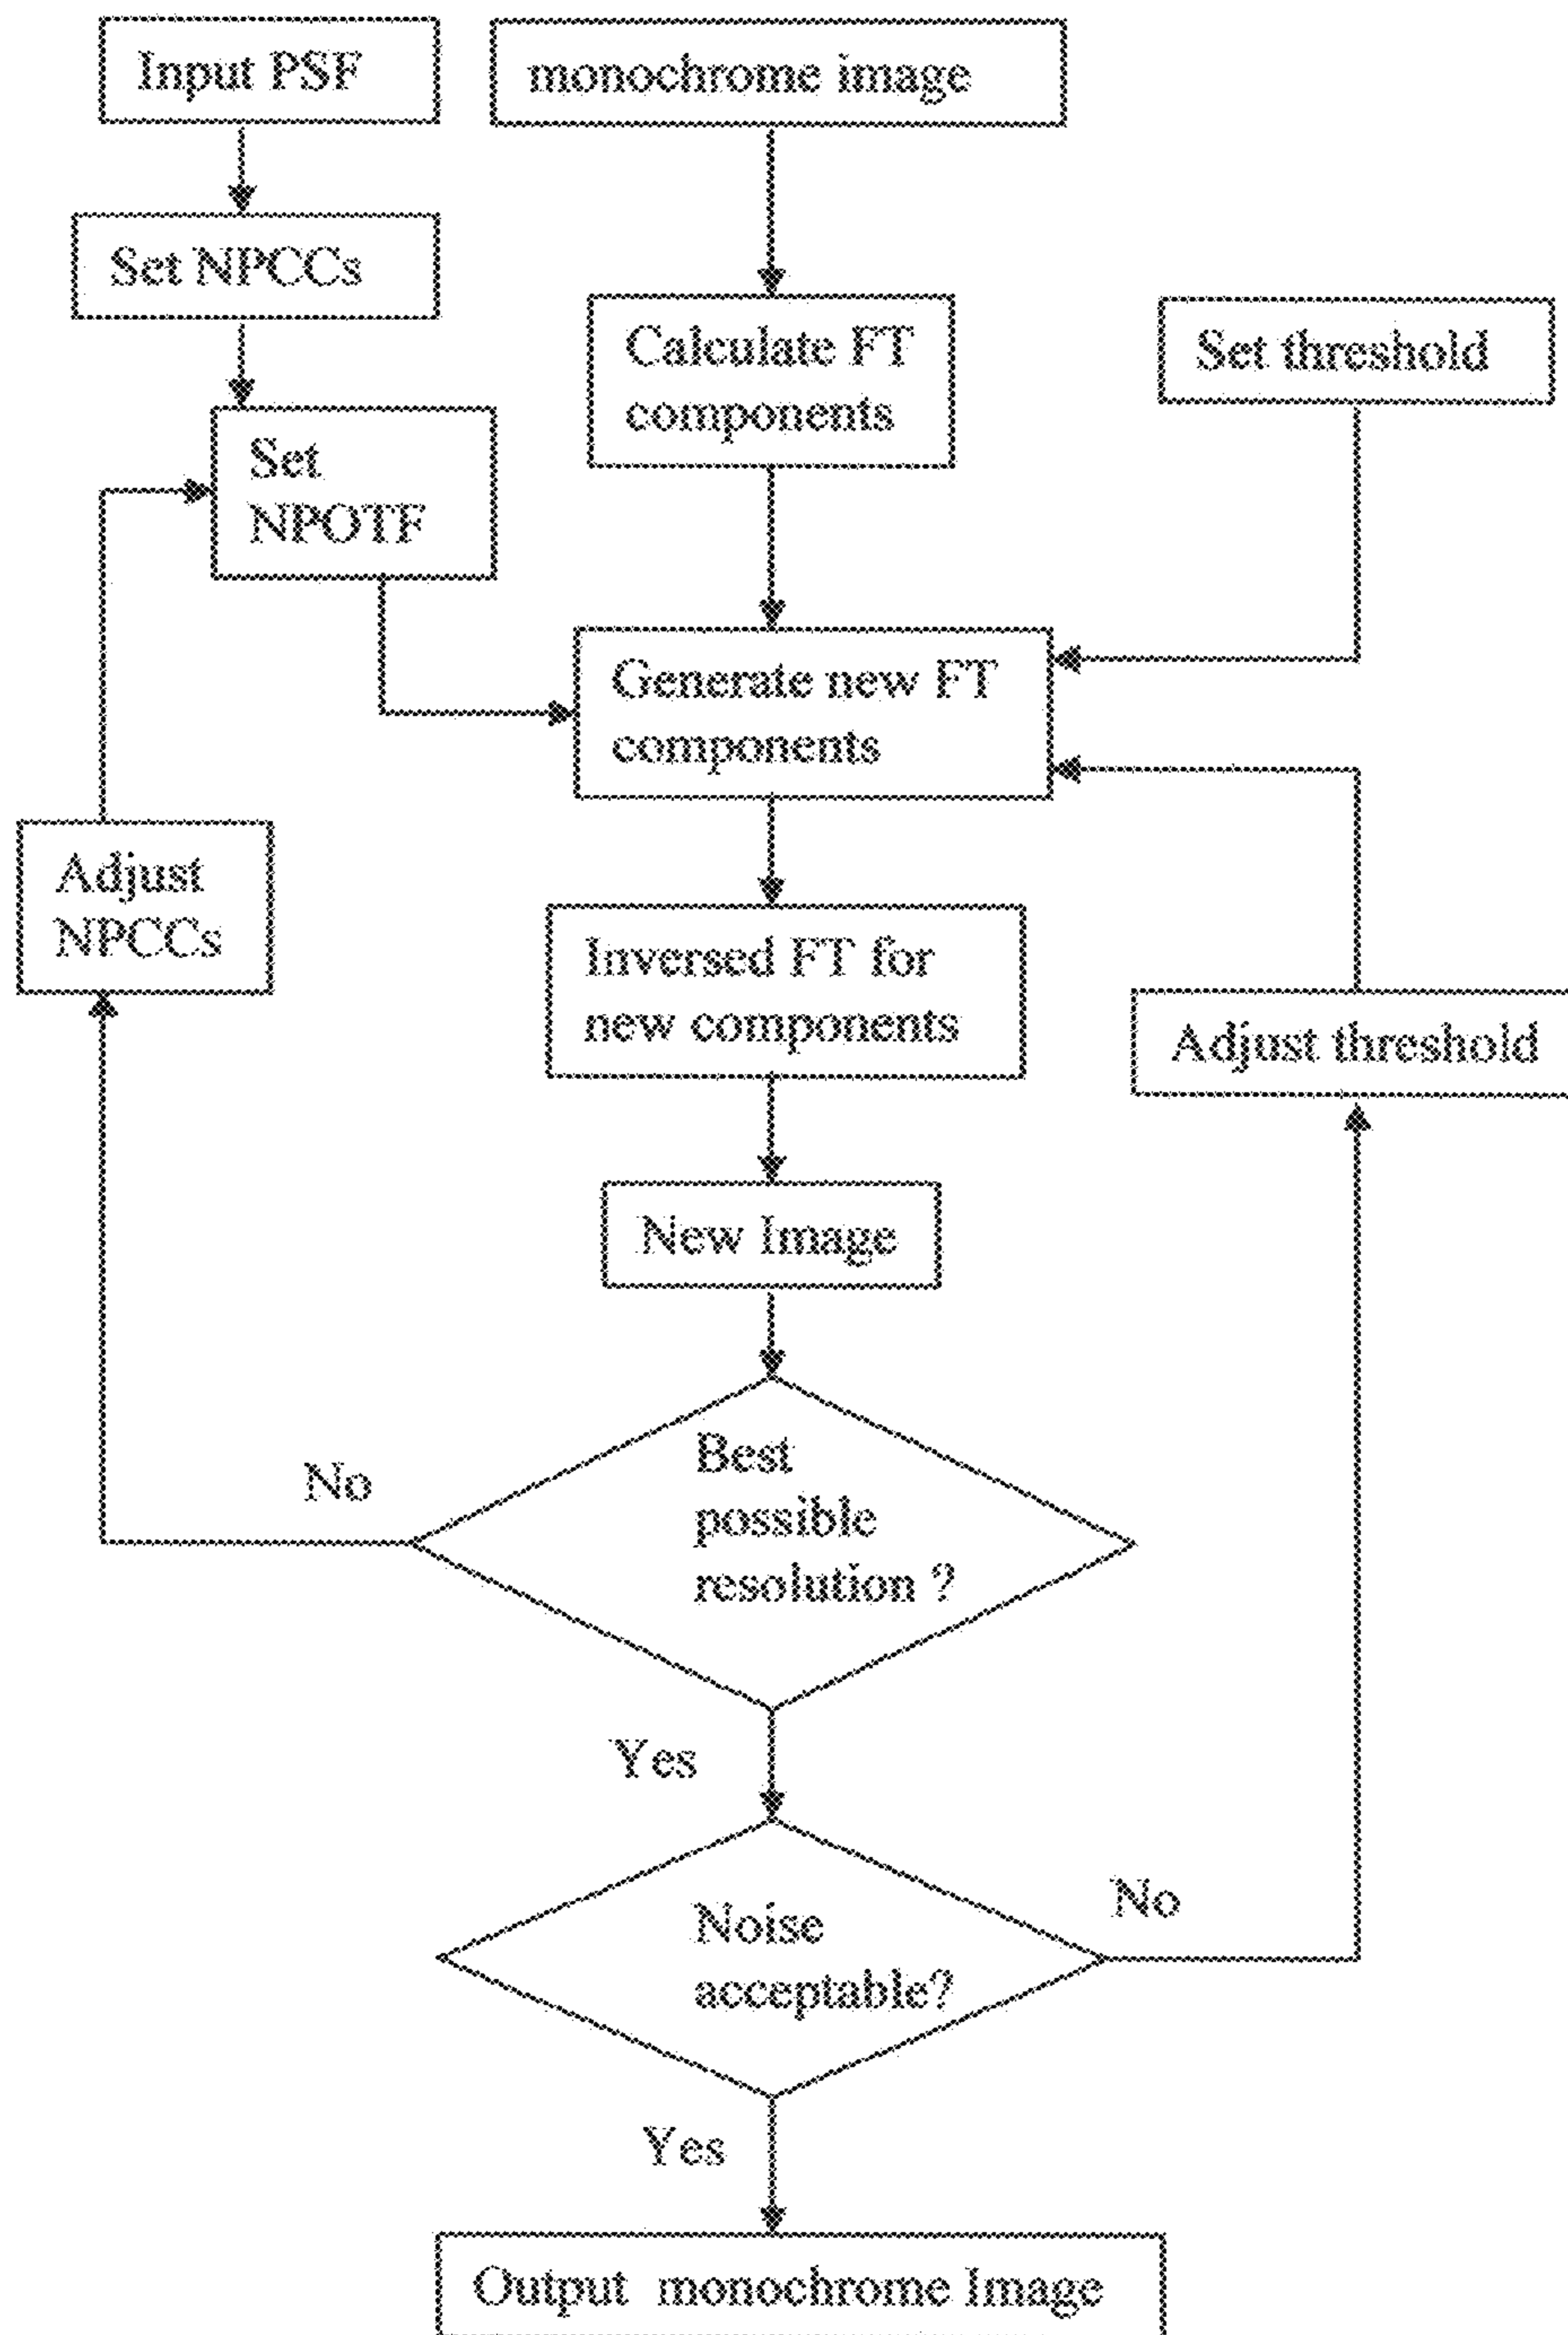 Input PSF
monochrome image
Set NPCCs
Calculate FT
components
Set threshold
Set
NPOTF
Generate new FT
components
Adjust
NPCCs
Inversed FT for
new components
Adjust threshold
New Image
Best
possible
resolution ?
No
Yes
Noise
acceptable?
No
Yes
Output monochrome Image